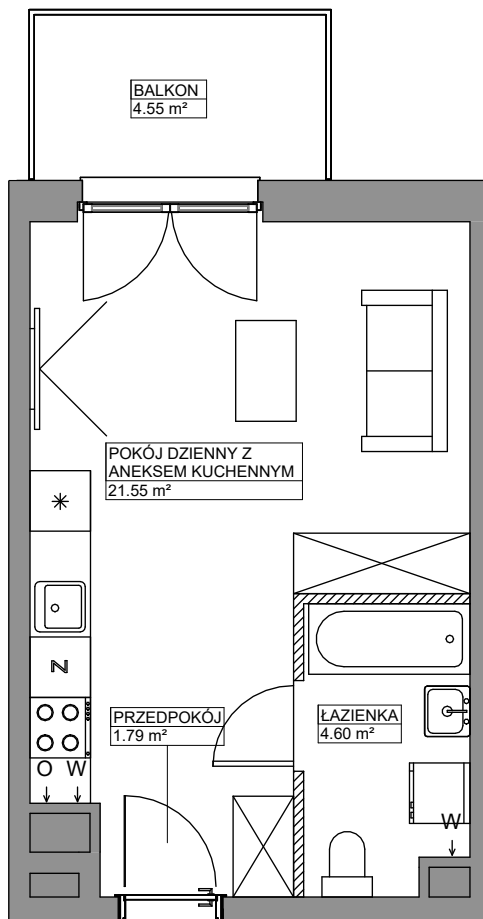 BALKON
4.55 m²
POKÓJ DZIENNY Z
ANEKSEM KUCHENNYM
21.55 m²
N
PRZEDPOKÓJ
1.79 m²
ŁAZIENKA
4.60 m²
O W
W